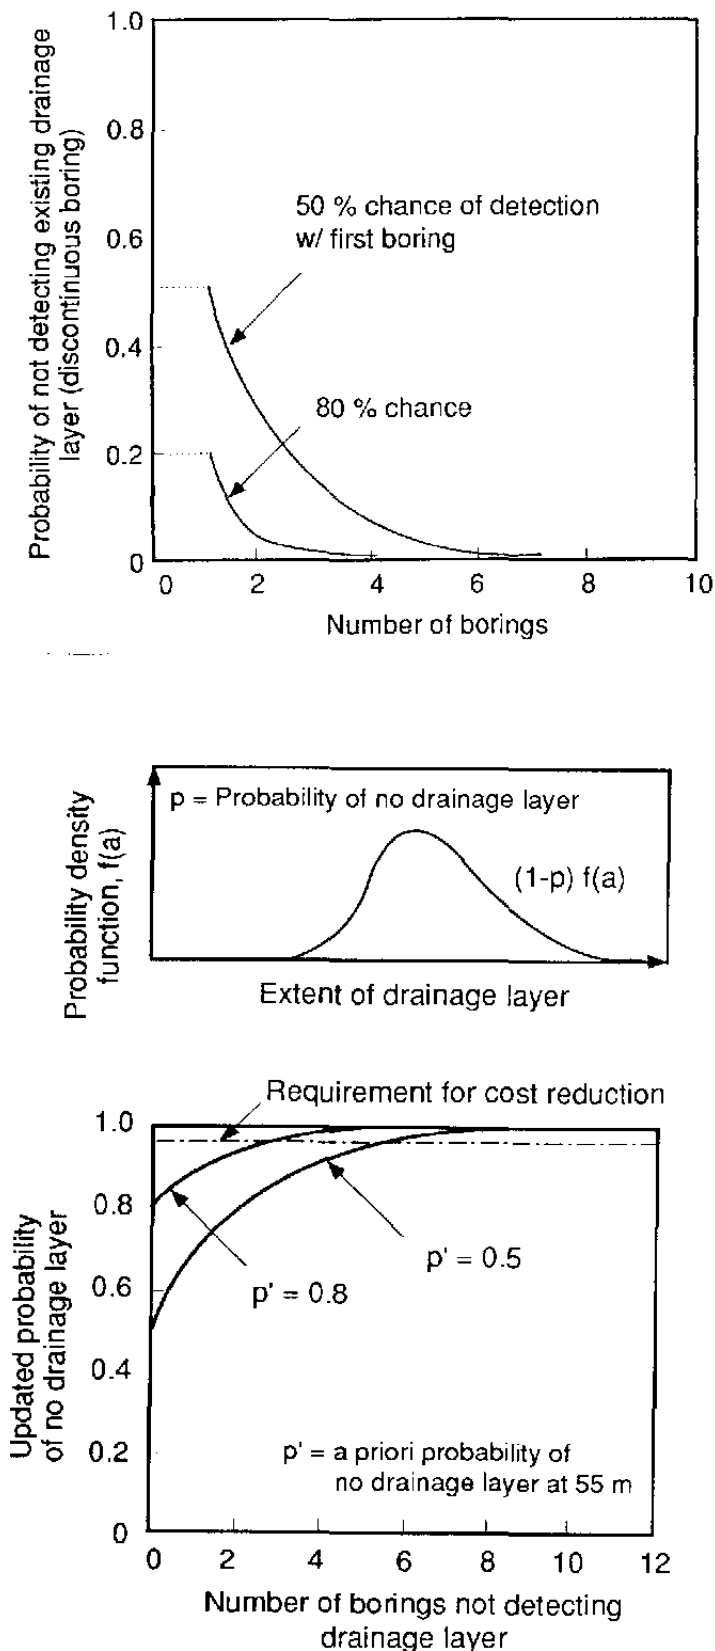 Probability of not detecting existing drainage
layer (discontinuous boring)
1.0
0.8
0.6
0.4
0.2
0
50 % chance of detection
w/ first boring
80 % chance
0 2 4 6 8 10
Number of borings
Probability density
function, f(a)
p = Probability of no drainage layer
(1-p) f(a)
Extent of drainage layer
Requirement for cost reduction
Updated probability
of no drainage layer
1.0
0.8
0.6
0.4
0.2
0
p' = 0.5
p' = 0.8
p' = a priori probability of
no drainage layer at 55 m
0 2 4 6 8 10 12
Number of borings not detecting
drainage layer